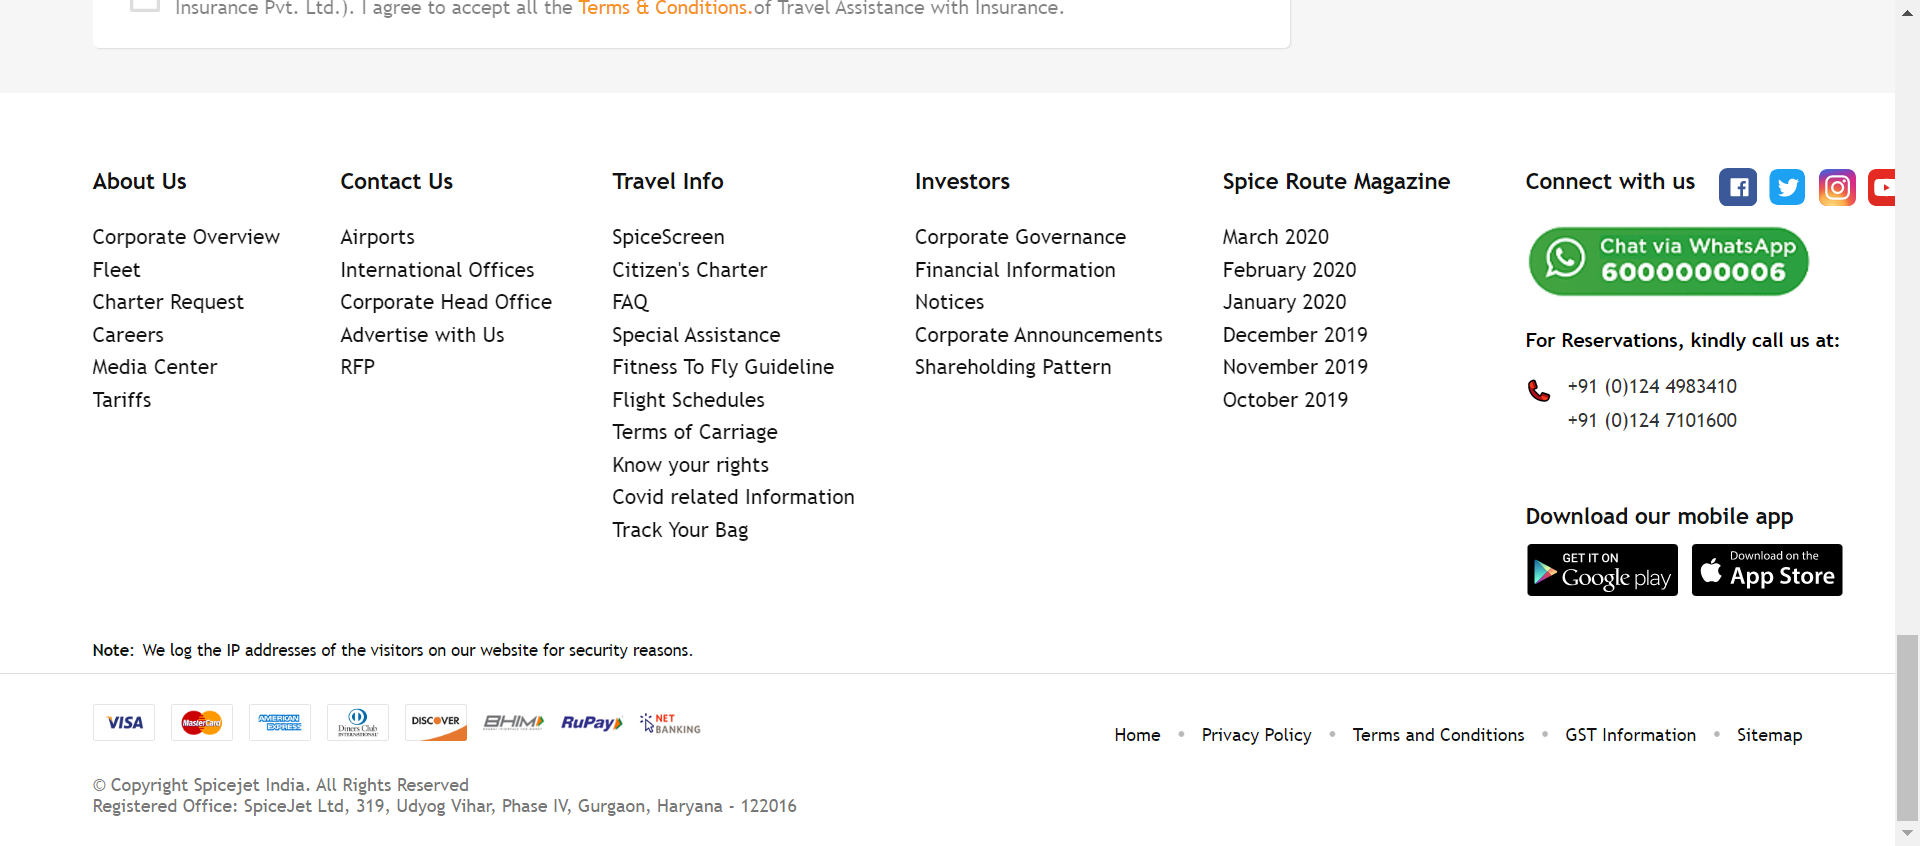 Insurance Pvt. Ltd.). I agree to accept all the Terms & Conditions.of Travel Assistance with Insurance.
About Us
Corporate Overview
Fleet
Charter Request
Careers
Media Center
Tariffs
Contact Us
Airports
International Offices
Corporate Head Office
Advertise with Us
RFP
Travel Info
SpiceScreen
Citizen's Charter
FAQ
Special Assistance
Fitness To Fly Guideline
Flight Schedules
Terms of Carriage
Know your rights
Covid related Information
Track Your Bag
Investors
Corporate Governance
Financial Information
Notices
Corporate Announcements
Shareholding Pattern
Spice Route Magazine
March 2020
February 2020
January 2020
December 2019
November 2019
October 2019
Connect with us
Chat via WhatsApp
6000000006
For Reservations, kindly call us at:
+91 (0)124 4983410
+91 (0)124 7101600
Download our mobile app
GET IT ON
Google play
Download on the
App Store
Note: We log the IP addresses of the visitors on our website for security reasons.
VISA
MasterCard
AMERICAN
EXPRESS
Diners Club
INTERNATIONAL
DISCOVER
BHIM
RuPay
NET
BANKING
Home • Privacy Policy • Terms and Conditions • GST Information • Sitemap
© Copyright Spicejet India. All Rights Reserved
Registered Office: SpiceJet Ltd, 319, Udyog Vihar, Phase IV, Gurgaon, Haryana - 122016